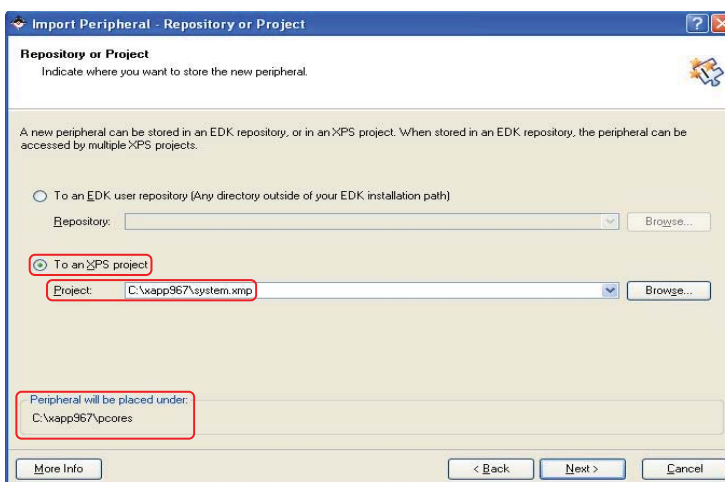 Import Peripheral - Repository or Project
Repository or Project
Indicate where you want to store the new peripheral.
A new peripheral can be stored in an EDK repository, or in an XPS project. When stored in an EDK repository, the peripheral can be
accessed by multiple XPS projects.
To an EDK user repository (Any directory outside of your EDK installation path)
Repository: Browse...
To an XPS project
Project: C:\xapp967\system.xmp Browse...
Peripheral will be placed under:
C:\xapp967\pcores
More Info < Back Next > Cancel